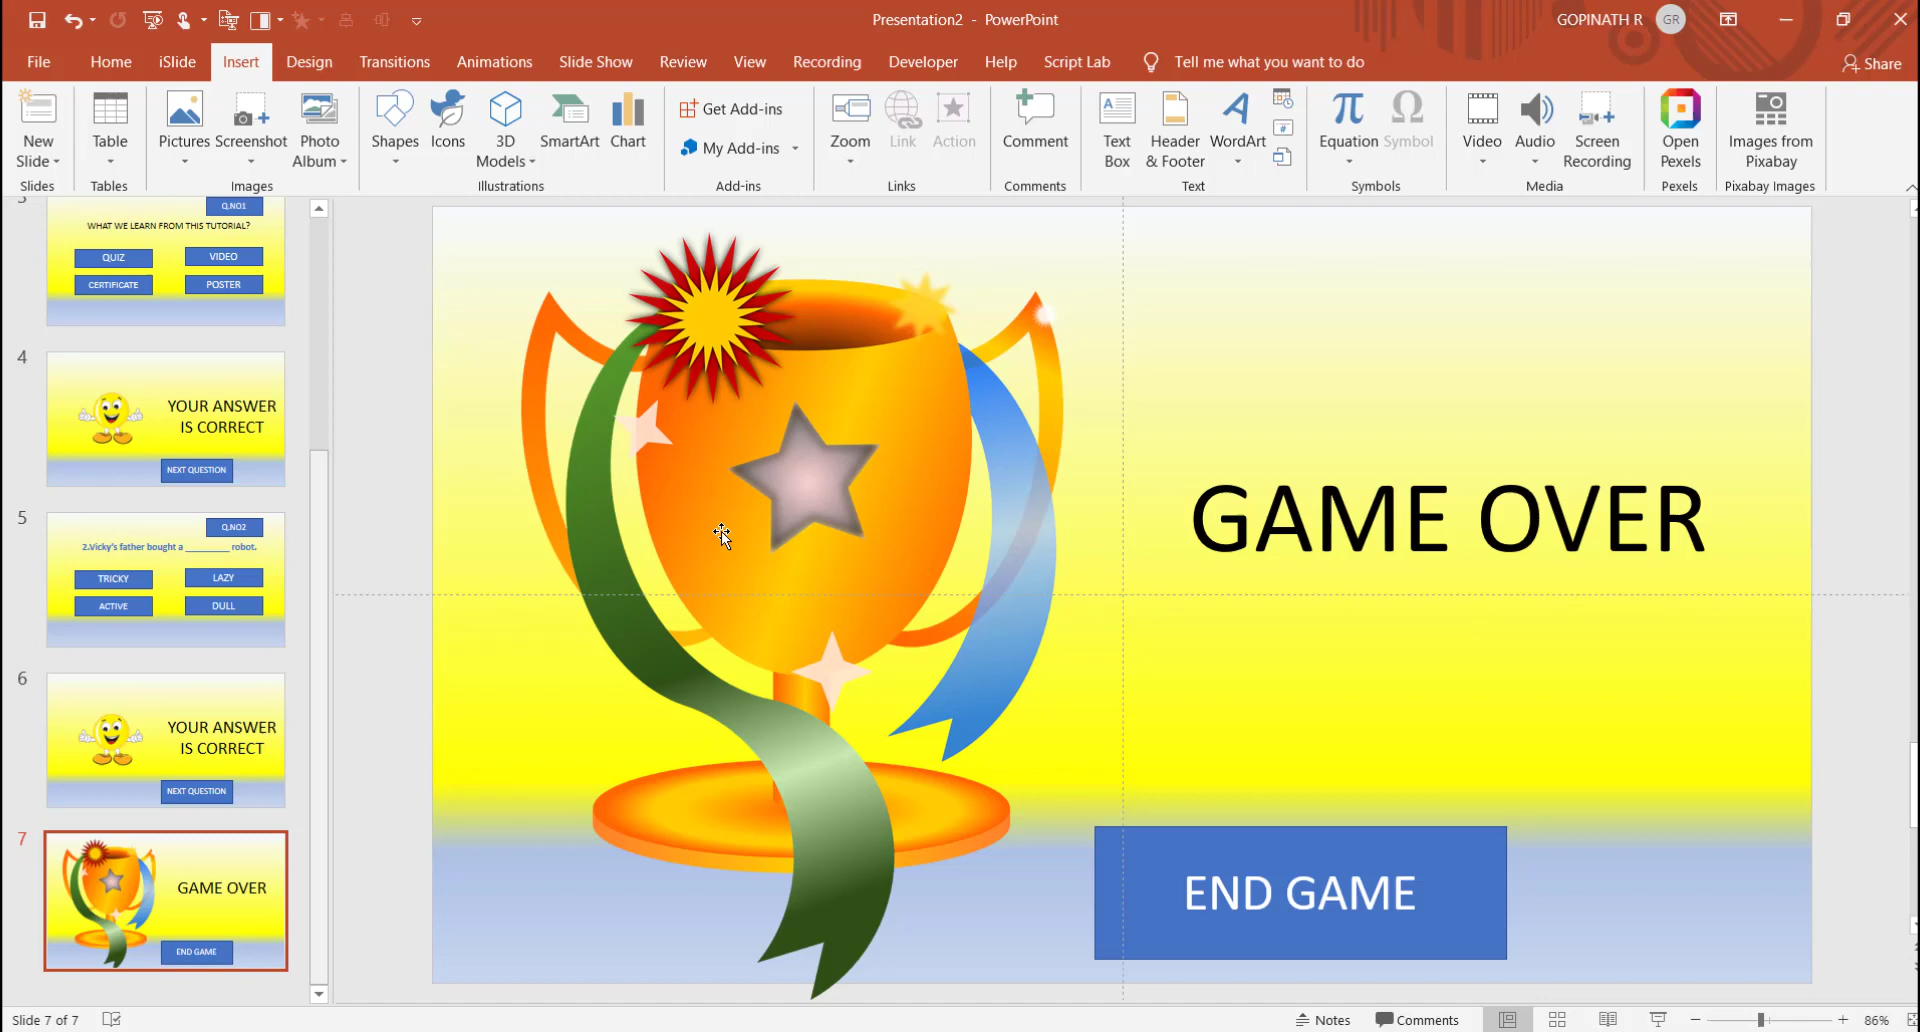 Presentation2 - PowerPoint
GOPINATH R
GR
File
Home
iSlide
Insert
Design
Transitions
Animations
Slide Show
Review
View
Recording
Developer
Help
Script Lab
Tell me what you want to do
Share
New
Slide
Table
Pictures
Screenshot
Photo
Album
Shapes
Icons
3D
Models
SmartArt
Chart
Get Add-ins
My Add-ins
Zoom
Link
Action
Comment
Text
Box
Header
& Footer
WordArt
Equation
Symbol
Video
Audio
Screen
Recording
Open
Pexels
Images from
Pixabay
Slides
Tables
Images
Illustrations
Add-ins
Links
Comments
Text
Symbols
Media
Pexels
Pixabay Images
3
Q.NO1
WHAT WE LEARN FROM THIS TUTORIAL?
QUIZ
VIDEO
CERTIFICATE
POSTER
4
YOUR ANSWER
IS CORRECT
NEXT QUESTION
5
Q.NO2
2.Vicky's father bought a _________ robot.
TRICKY
LAZY
ACTIVE
DULL
6
YOUR ANSWER
IS CORRECT
NEXT QUESTION
7
GAME OVER
END GAME
GAME OVER
END GAME
Slide 7 of 7
Notes
Comments
86%